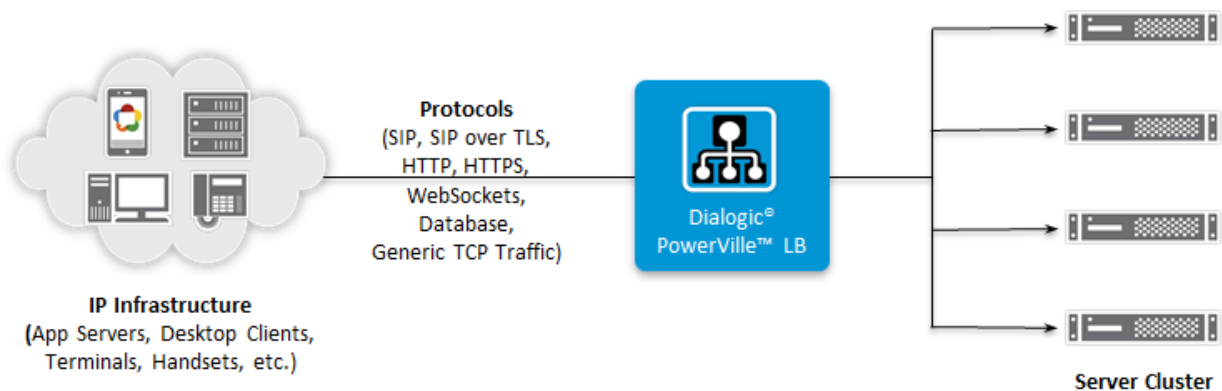 Protocols
(SIP, SIP over TLS,
HTTP, HTTPS,
WebSockets,
Database,
Generic TCP Traffic)
Dialogic®
PowerVille™ LB
IP Infrastructure
(App Servers, Desktop Clients,
Terminals, Handsets, etc.)
Server Cluster